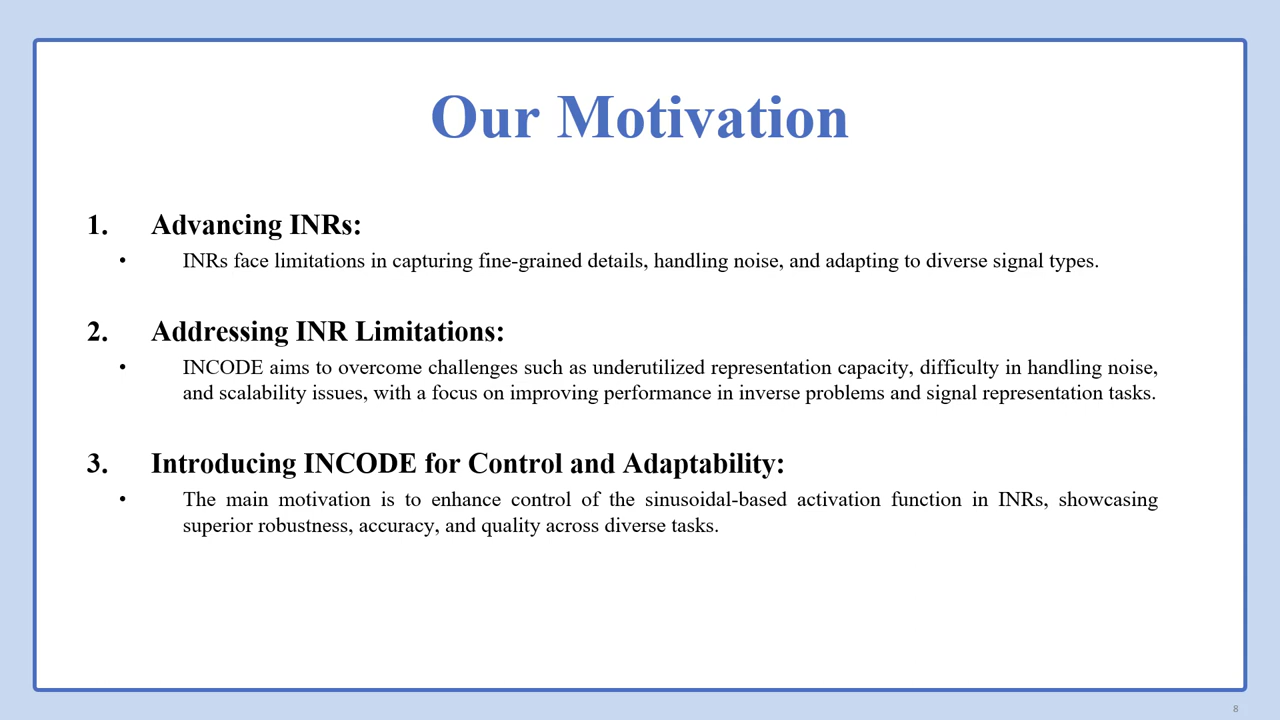 Our Motivation
1. Advancing INRs:
• INRs face limitations in capturing fine-grained details, handling noise, and adapting to diverse signal types.
2. Addressing INR Limitations:
• INCODE aims to overcome challenges such as underutilized representation capacity, difficulty in handling noise,
and scalability issues, with a focus on improving performance in inverse problems and signal representation tasks.
3. Introducing INCODE for Control and Adaptability:
• The main motivation is to enhance control of the sinusoidal-based activation function in INRs, showcasing
superior robustness, accuracy, and quality across diverse tasks.
8